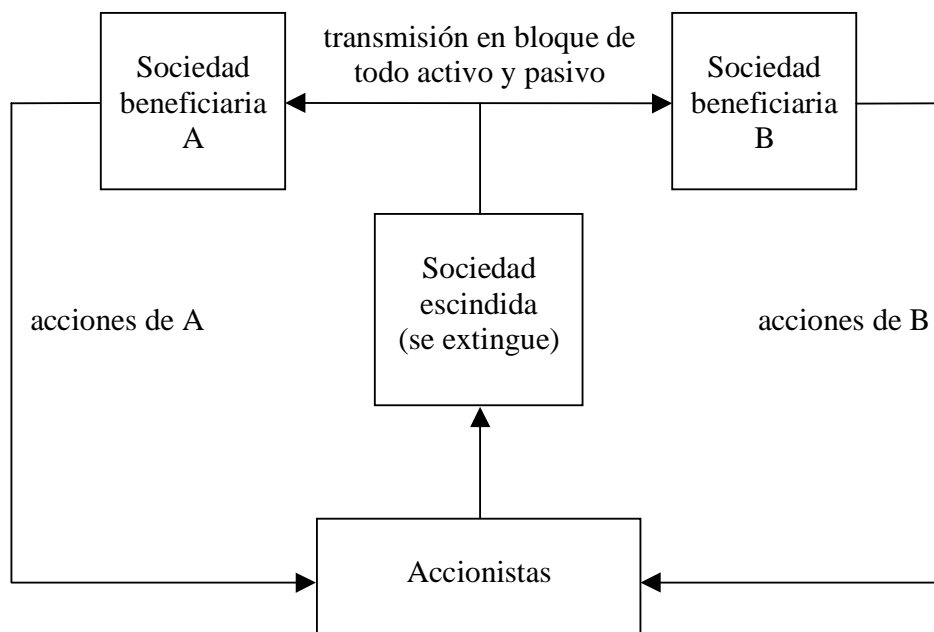 Sociedad
beneficiaria
A
transmisión en bloque de
todo activo y pasivo
Sociedad
beneficiaria
B
Sociedad
escindida
(se extingue)
acciones de A
acciones de B
Accionistas